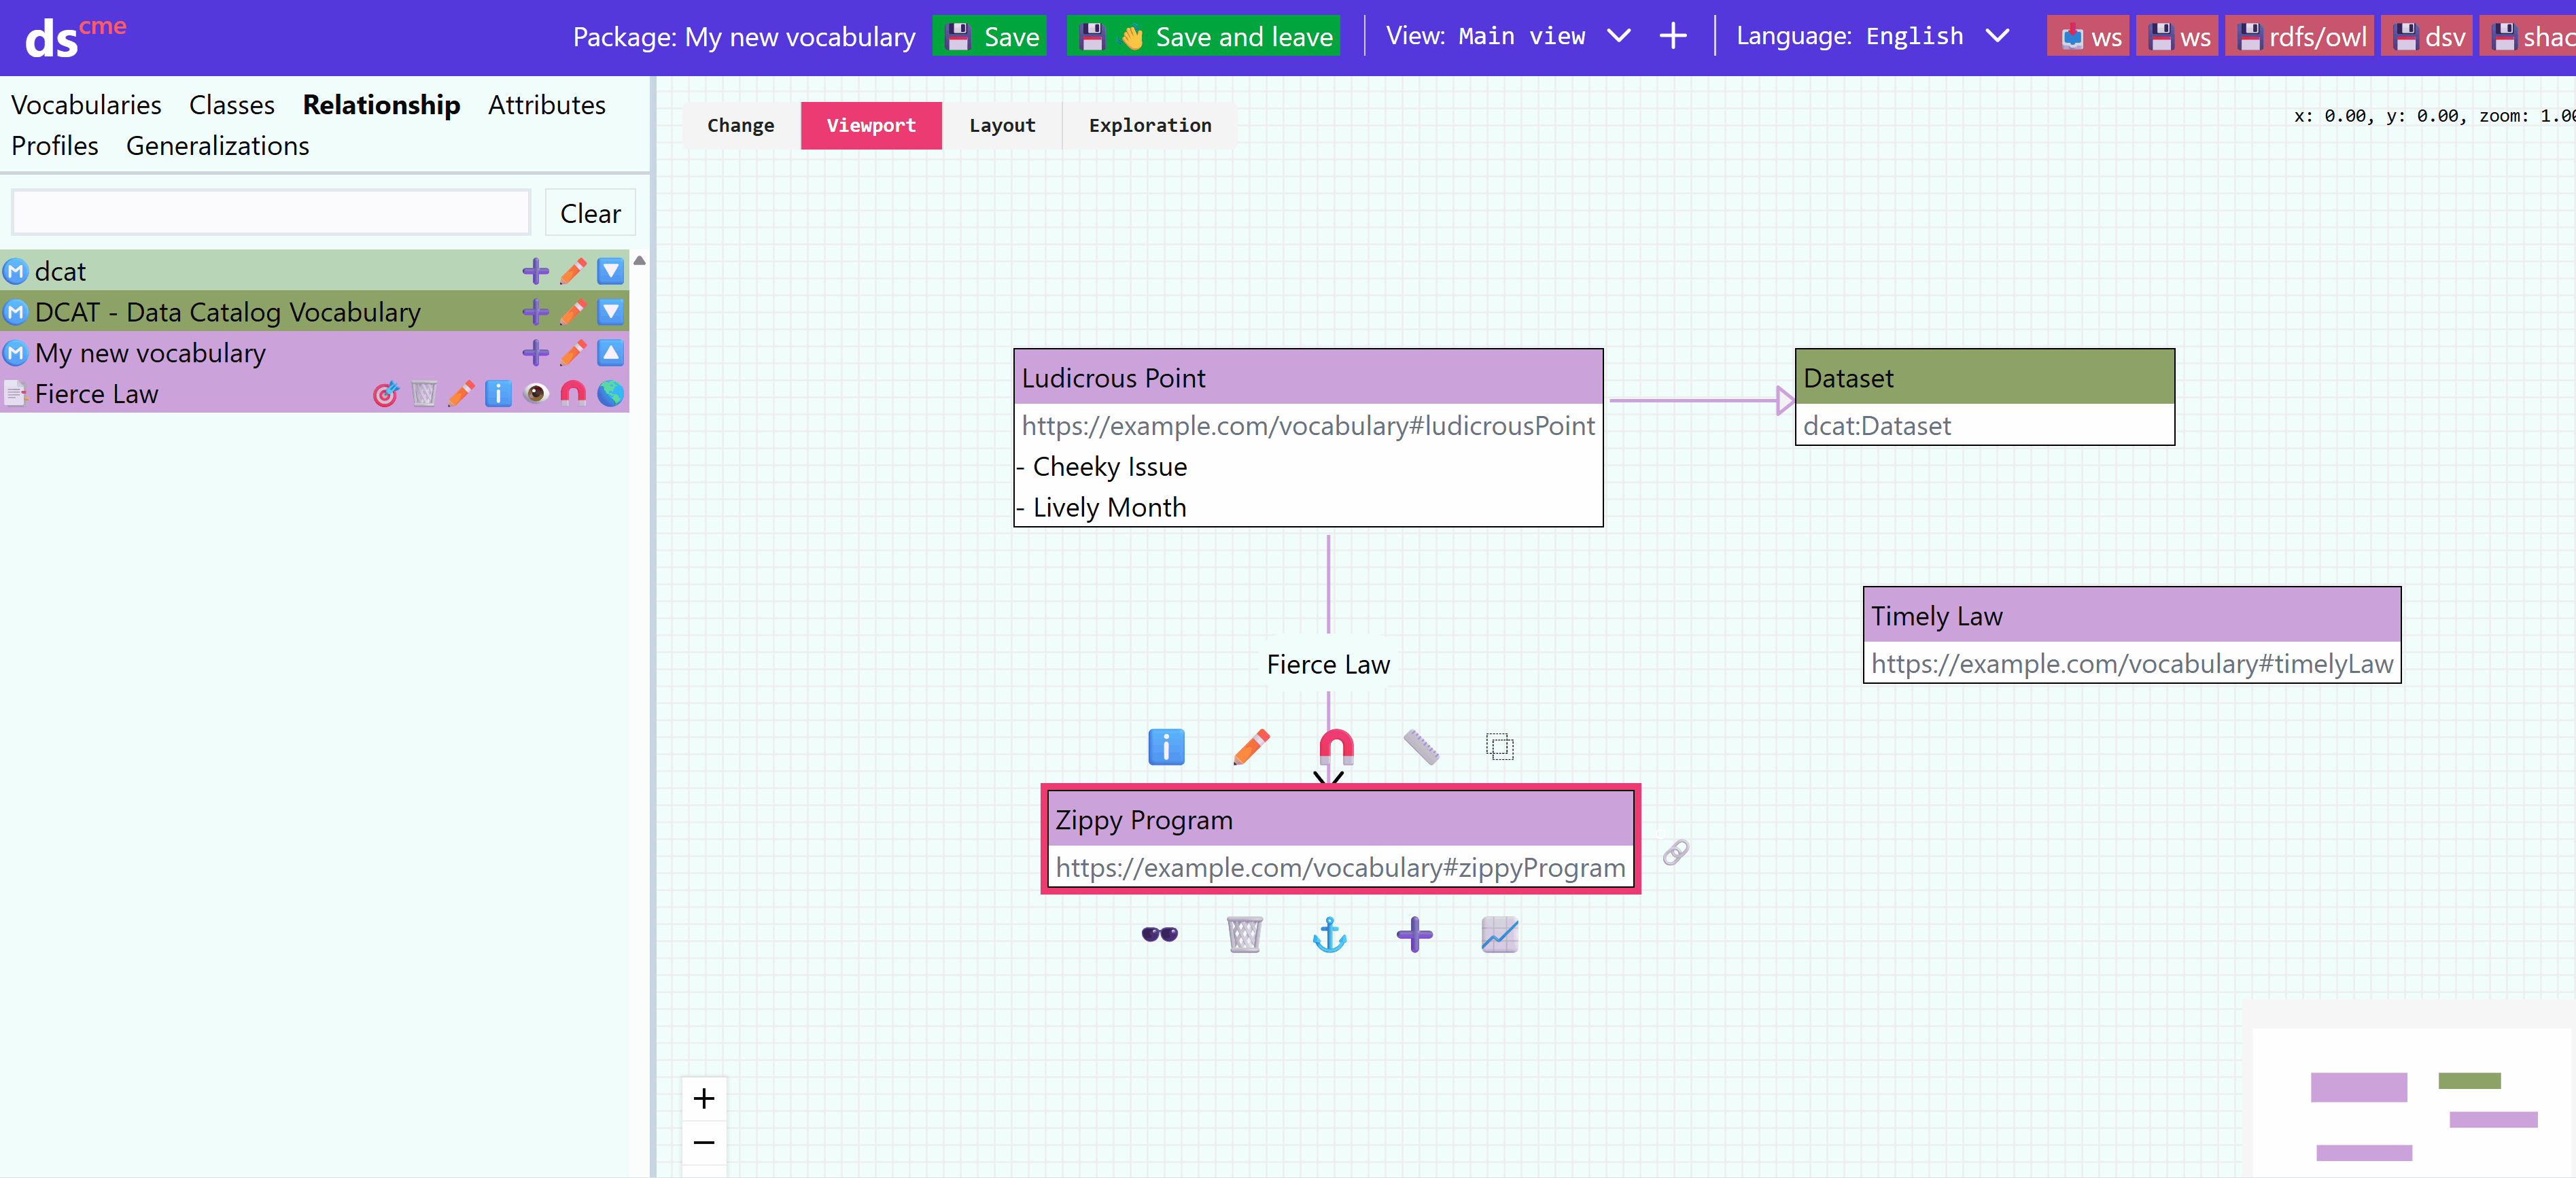 dscme
Package: My new vocabulary
Save
Save and leave
View: Main view
Language: English
ws
ws
rdfs/owl
dsv
shac
Vocabularies Classes Relationship Attributes
Profiles Generalizations
Clear
dcat
DCAT - Data Catalog Vocabulary
My new vocabulary
Fierce Law
Change Viewport Layout Exploration
x: 0.00, y: 0.00, zoom: 1.00
Ludicrous Point
https://example.com/vocabulary#ludicrousPoint
- Cheeky Issue
- Lively Month
Dataset
dcat:Dataset
Timely Law
https://example.com/vocabulary#timelyLaw
Fierce Law
Zippy Program
https://example.com/vocabulary#zippyProgram